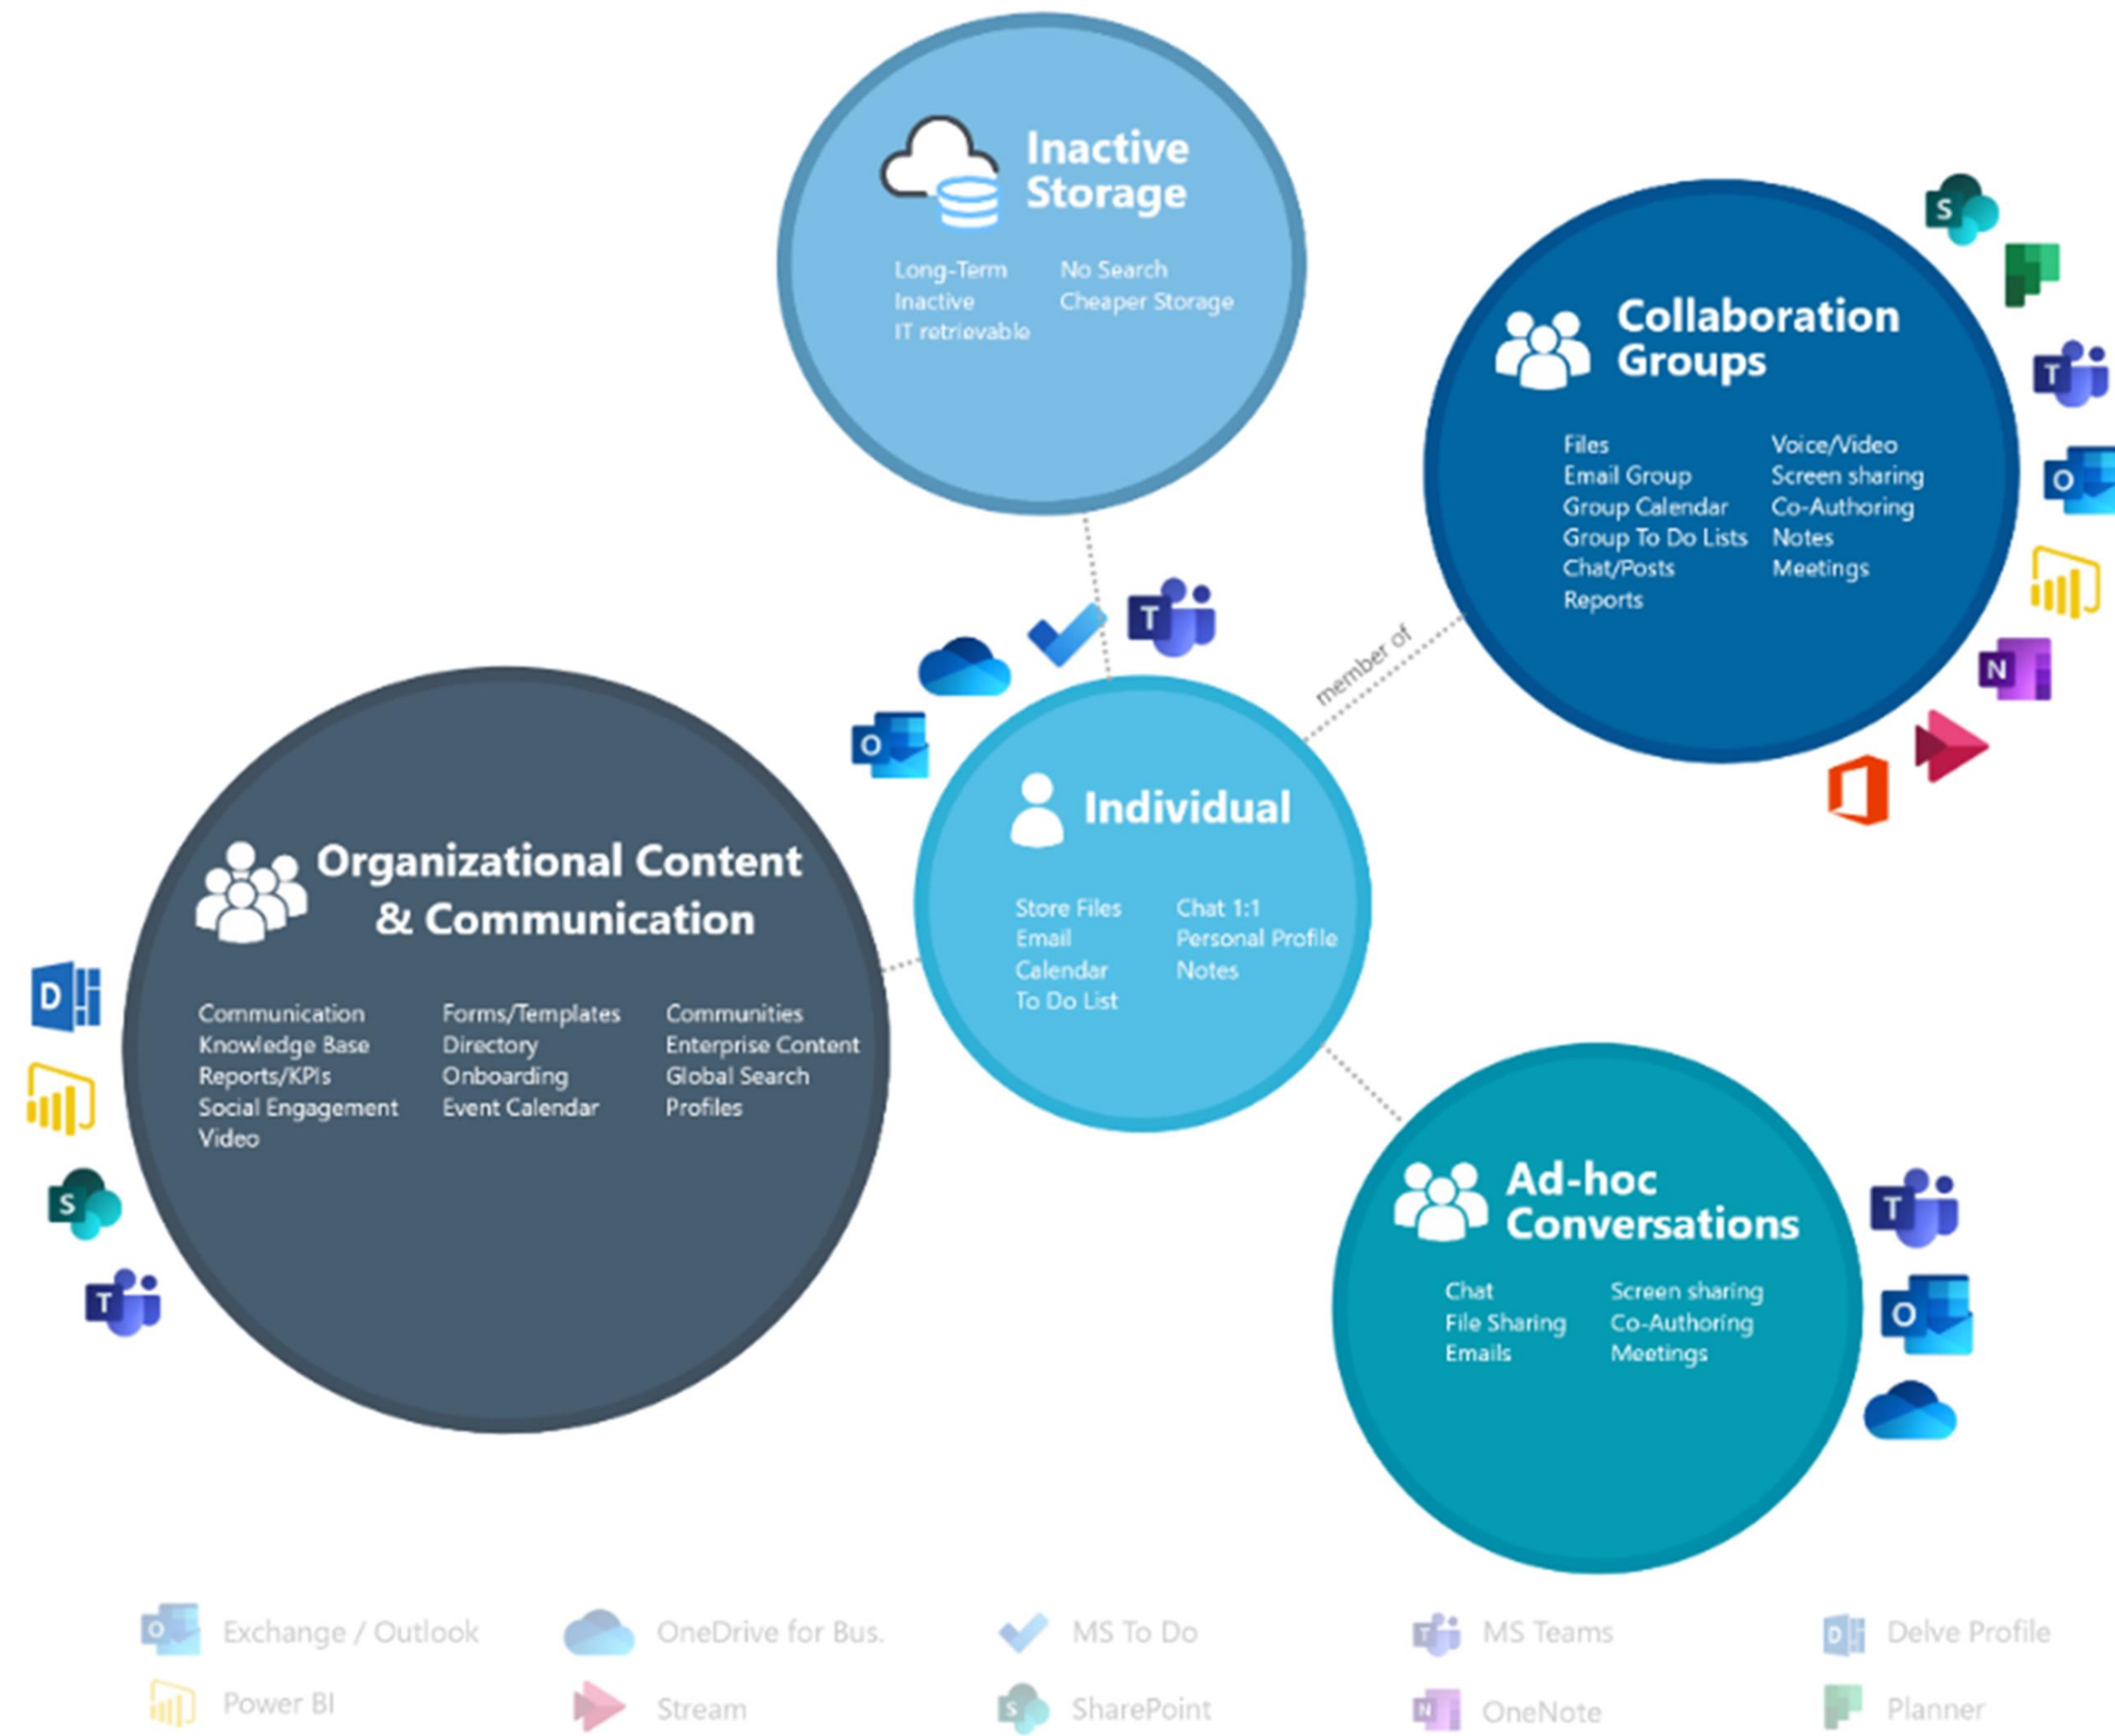 Inactive
Storage
Long-Term
Inactive
IT retrievable
No Search
Cheaper Storage
Collaboration
Groups
Files
Email Group
Group Calendar
Group To Do Lists
Chat/Posts
Reports
Voice/Video
Screen sharing
Co-Authoring
Notes
Meetings
S
T
O
N
member of
T
O
Individual
Store Files
Email
Calendar
To Do List
Chat 1:1
Personal Profile
Notes
Organizational Content
& Communication
Communication
Knowledge Base
Reports/KPIs
Social Engagement
Video
Forms/Templates
Directory
Onboarding
Event Calendar
Communities
Enterprise Content
Global Search
Profiles
D
S
T
Ad-hoc
Conversations
Chat
File Sharing
Emails
Screen sharing
Co-Authoring
Meetings
T
O
O Exchange / Outlook
OneDrive for Bus.
MS To Do
T MS Teams
D Delve Profile
Power BI
Stream
S SharePoint
N OneNote
Planner